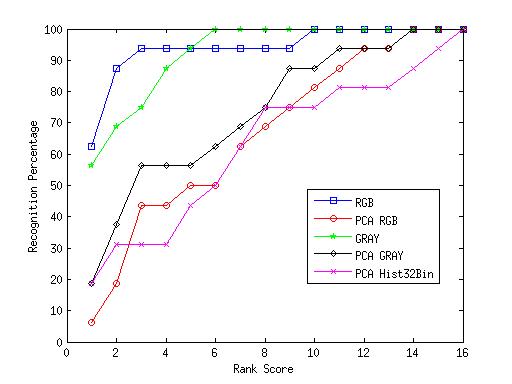 100
90
80
70
60
50
40
30
20
10
0
Recognition Percentage
0 2 4 6 8 10 12 14 16
Rank Score
RGB
PCA RGB
GRAY
PCA GRAY
PCA Hist32Bin